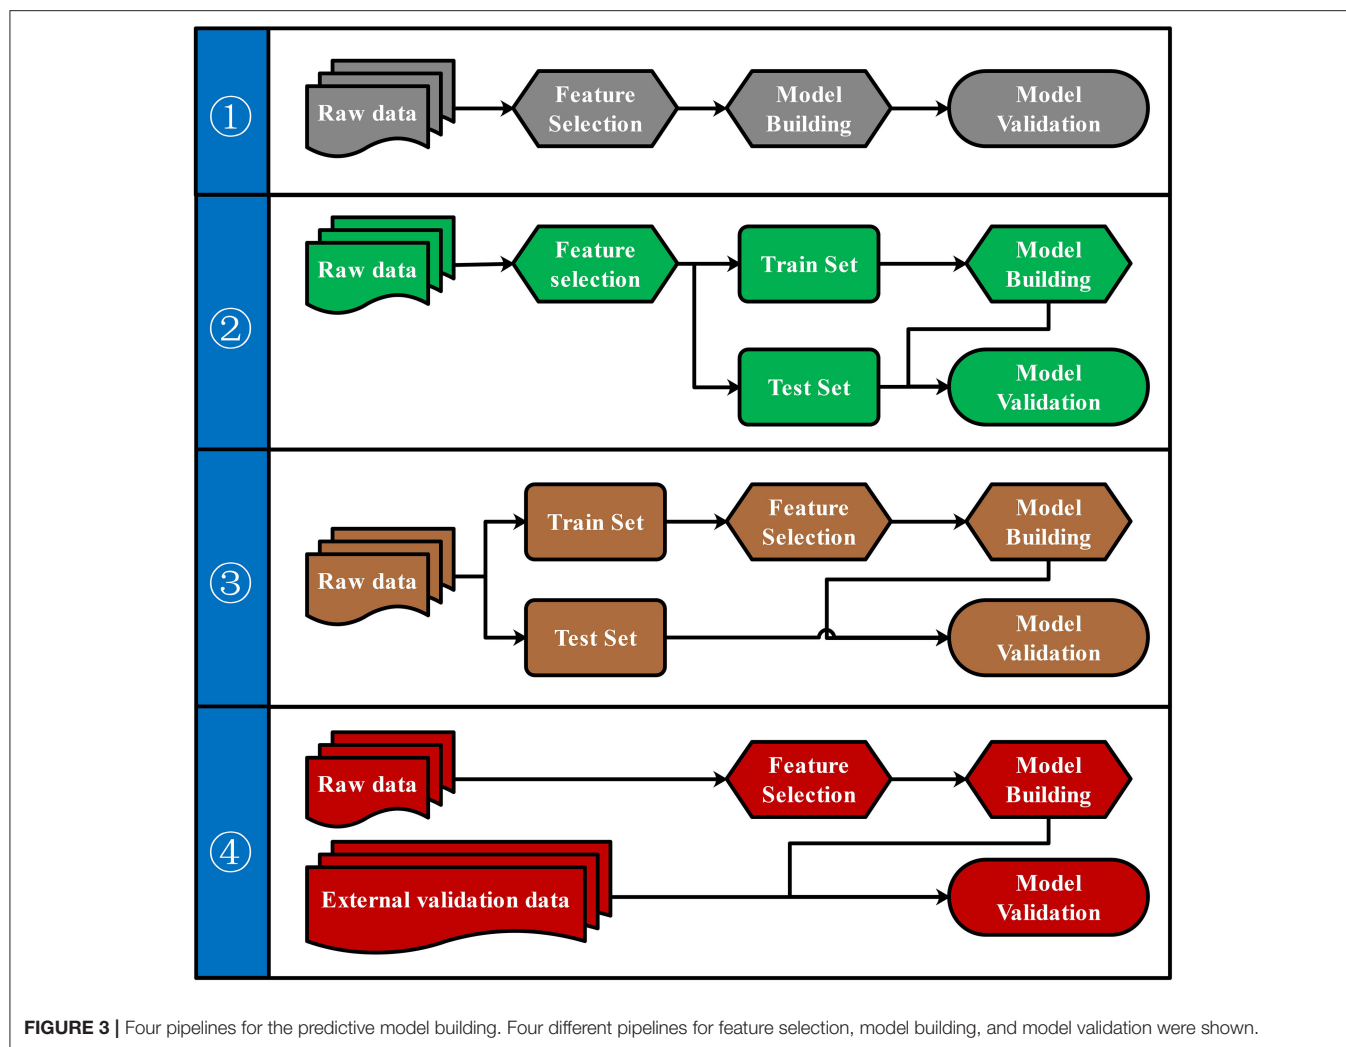 ①
Raw data
Feature
Selection
Model
Building
Model
Validation
②
Raw data
Feature
selection
Train Set
Model
Building
Test Set
Model
Validation
③
Raw data
Train Set
Feature
Selection
Model
Building
Test Set
Model
Validation
④
Raw data
Feature
Selection
Model
Building
External validation data
Model
Validation
FIGURE 3 | Four pipelines for the predictive model building. Four different pipelines for feature selection, model building, and model validation were shown.